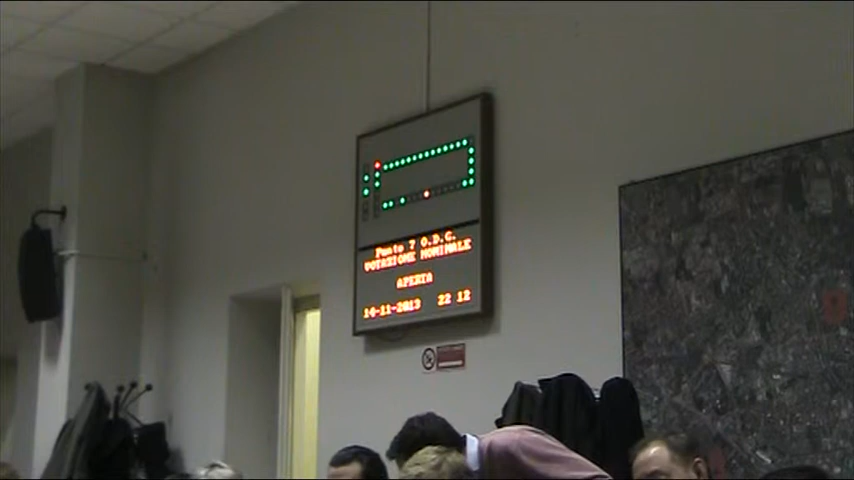 Punto 7 O.D.G.
VOTAZIONE NOMINALE
APERTA
14-11-2013 22 12